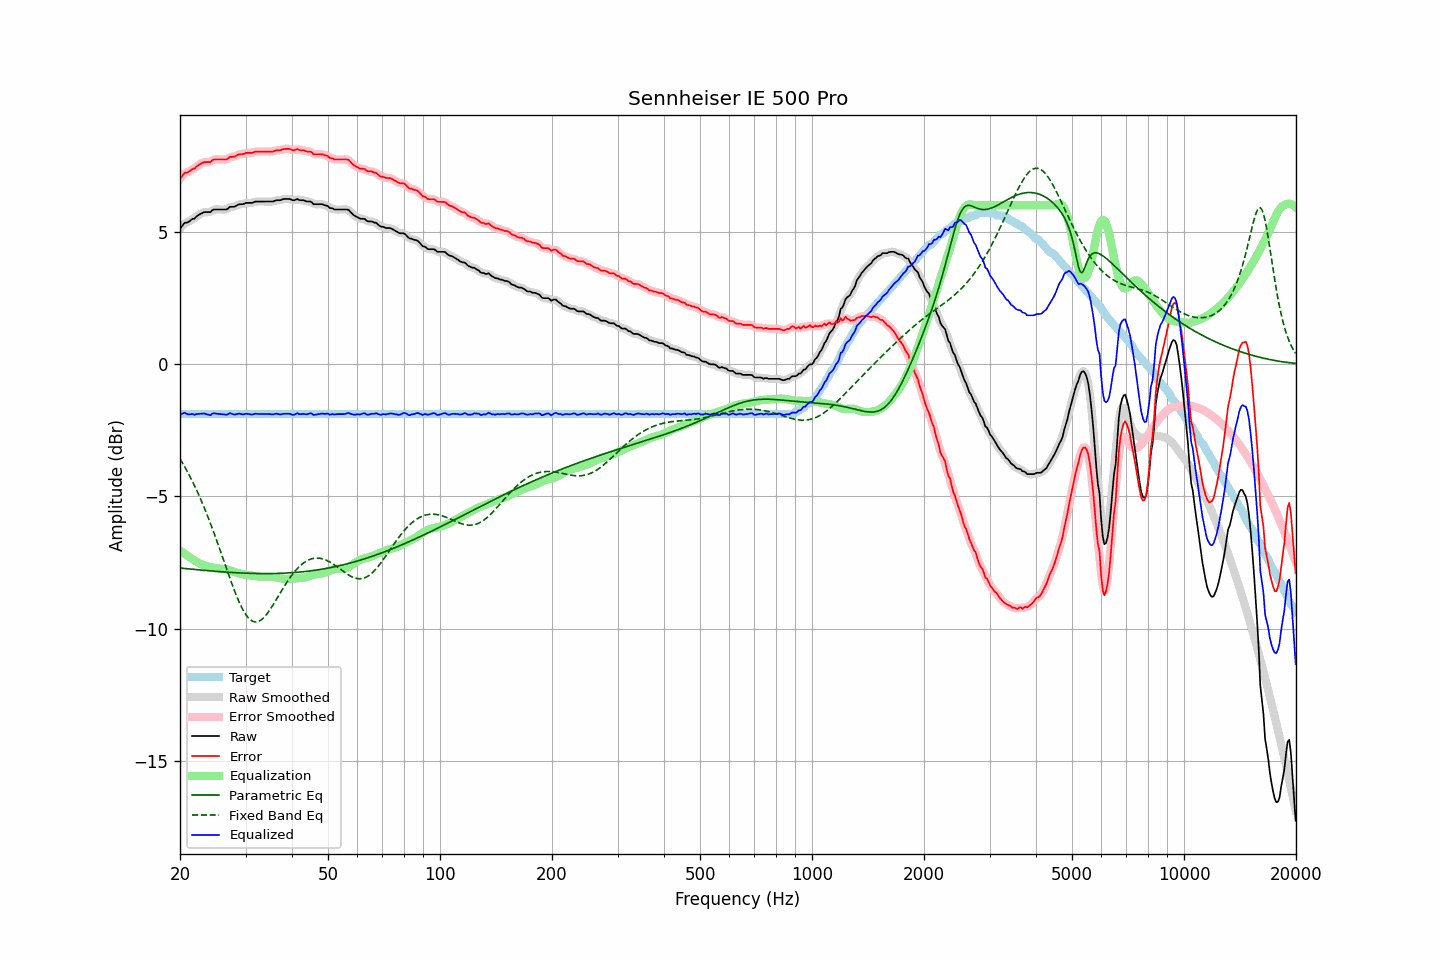 Sennheiser IE 500 Pro
Amplitude (dBr)
5
0
−5
−10
−15
Target
Raw Smoothed
Error Smoothed
Raw
Error
Equalization
Parametric Eq
Fixed Band Eq
Equalized
20 50 100 200 500 1000 2000 5000 10000 20000
Frequency (Hz)